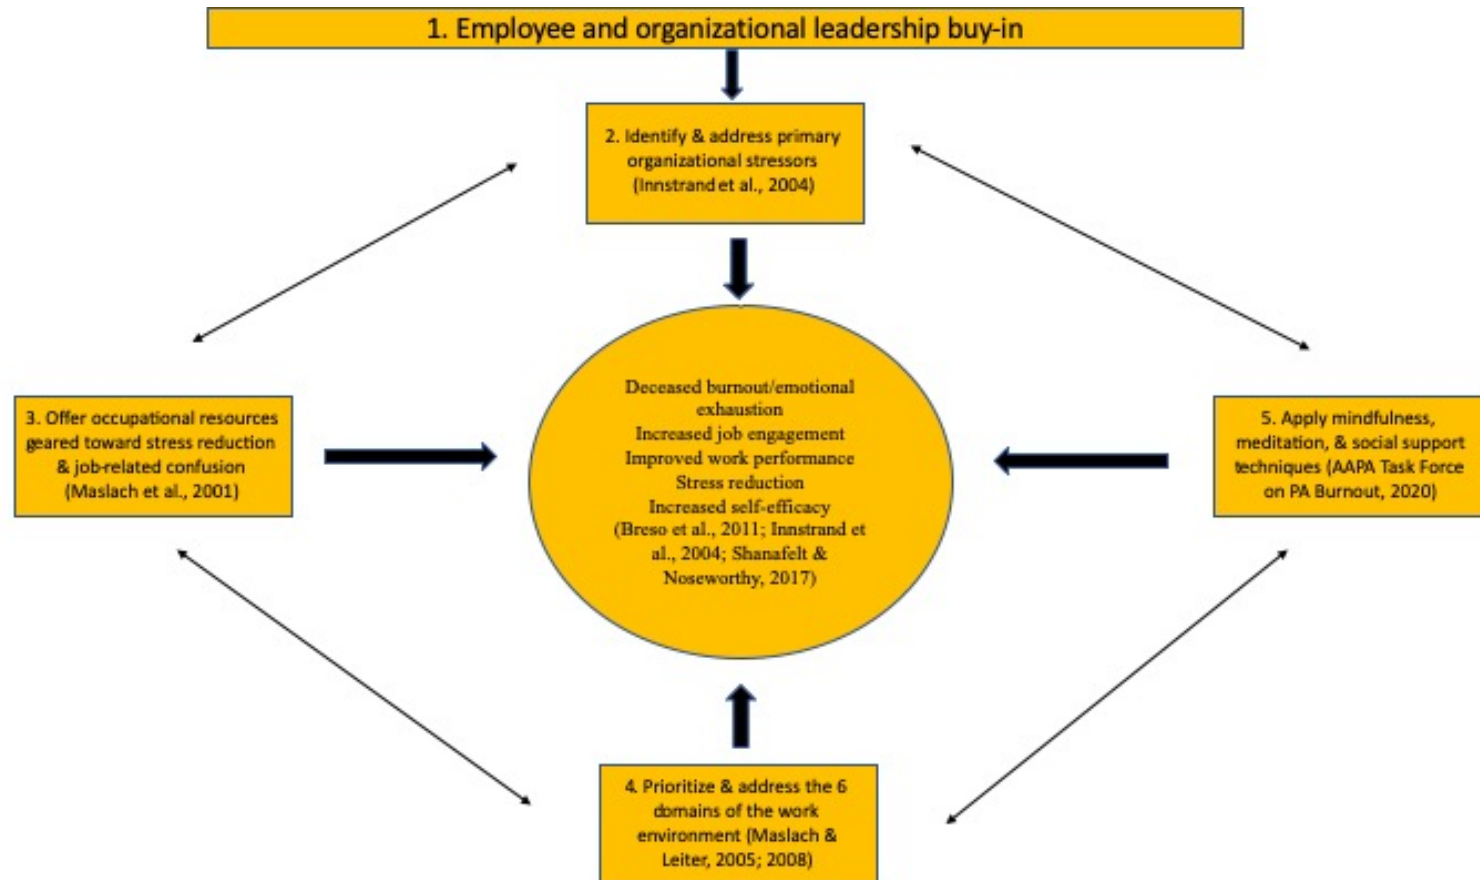 1. Employee and organizational leadership buy-in
2. Identify & address primary
organizational stressors
(Innstrand et al., 2004)
3. Offer occupational resources
geared toward stress reduction
& job-related confusion
(Maslach et al., 2001)
Deceased burnout/emotional
exhaustion
Increased job engagement
Improved work performance
Stress reduction
Increased self-efficacy
(Breso et al., 2011; Innstrand et
al., 2004; Shanafelt &
Noseworthy, 2017)
5. Apply mindfulness,
meditation, & social support
techniques (AAPA Task Force
on PA Burnout, 2020)
4. Prioritize & address the 6
domains of the work
environment (Maslach &
Leiter, 2005; 2008)